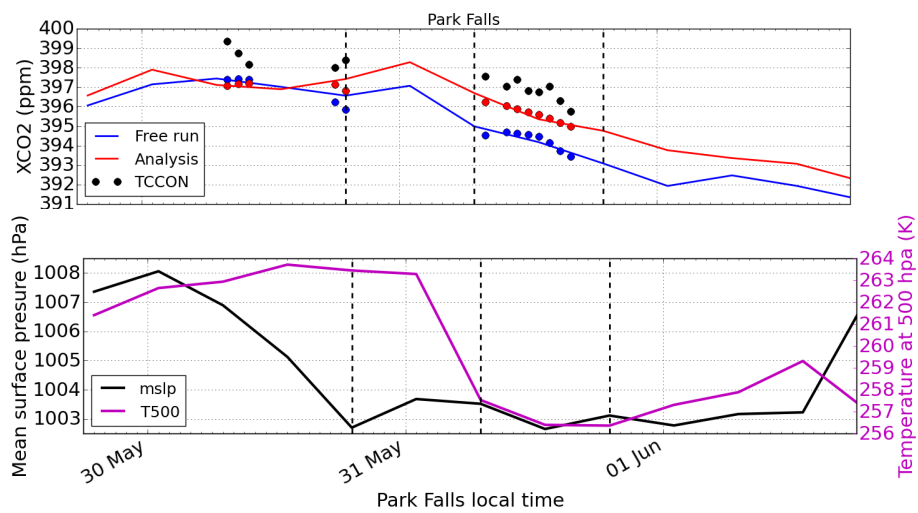 Park Falls
400
399
398
397
396
395
394
393
392
391
XCO2 (ppm)
Free run
Analysis
TCCON
1008
1007
1006
1005
1004
1003
Mean surface presure (hPa)
mslp
T500
264
263
262
261
260
259
258
257
256
Temperature at 500 hpa (K)
30 May
31 May
01 Jun
Park Falls local time